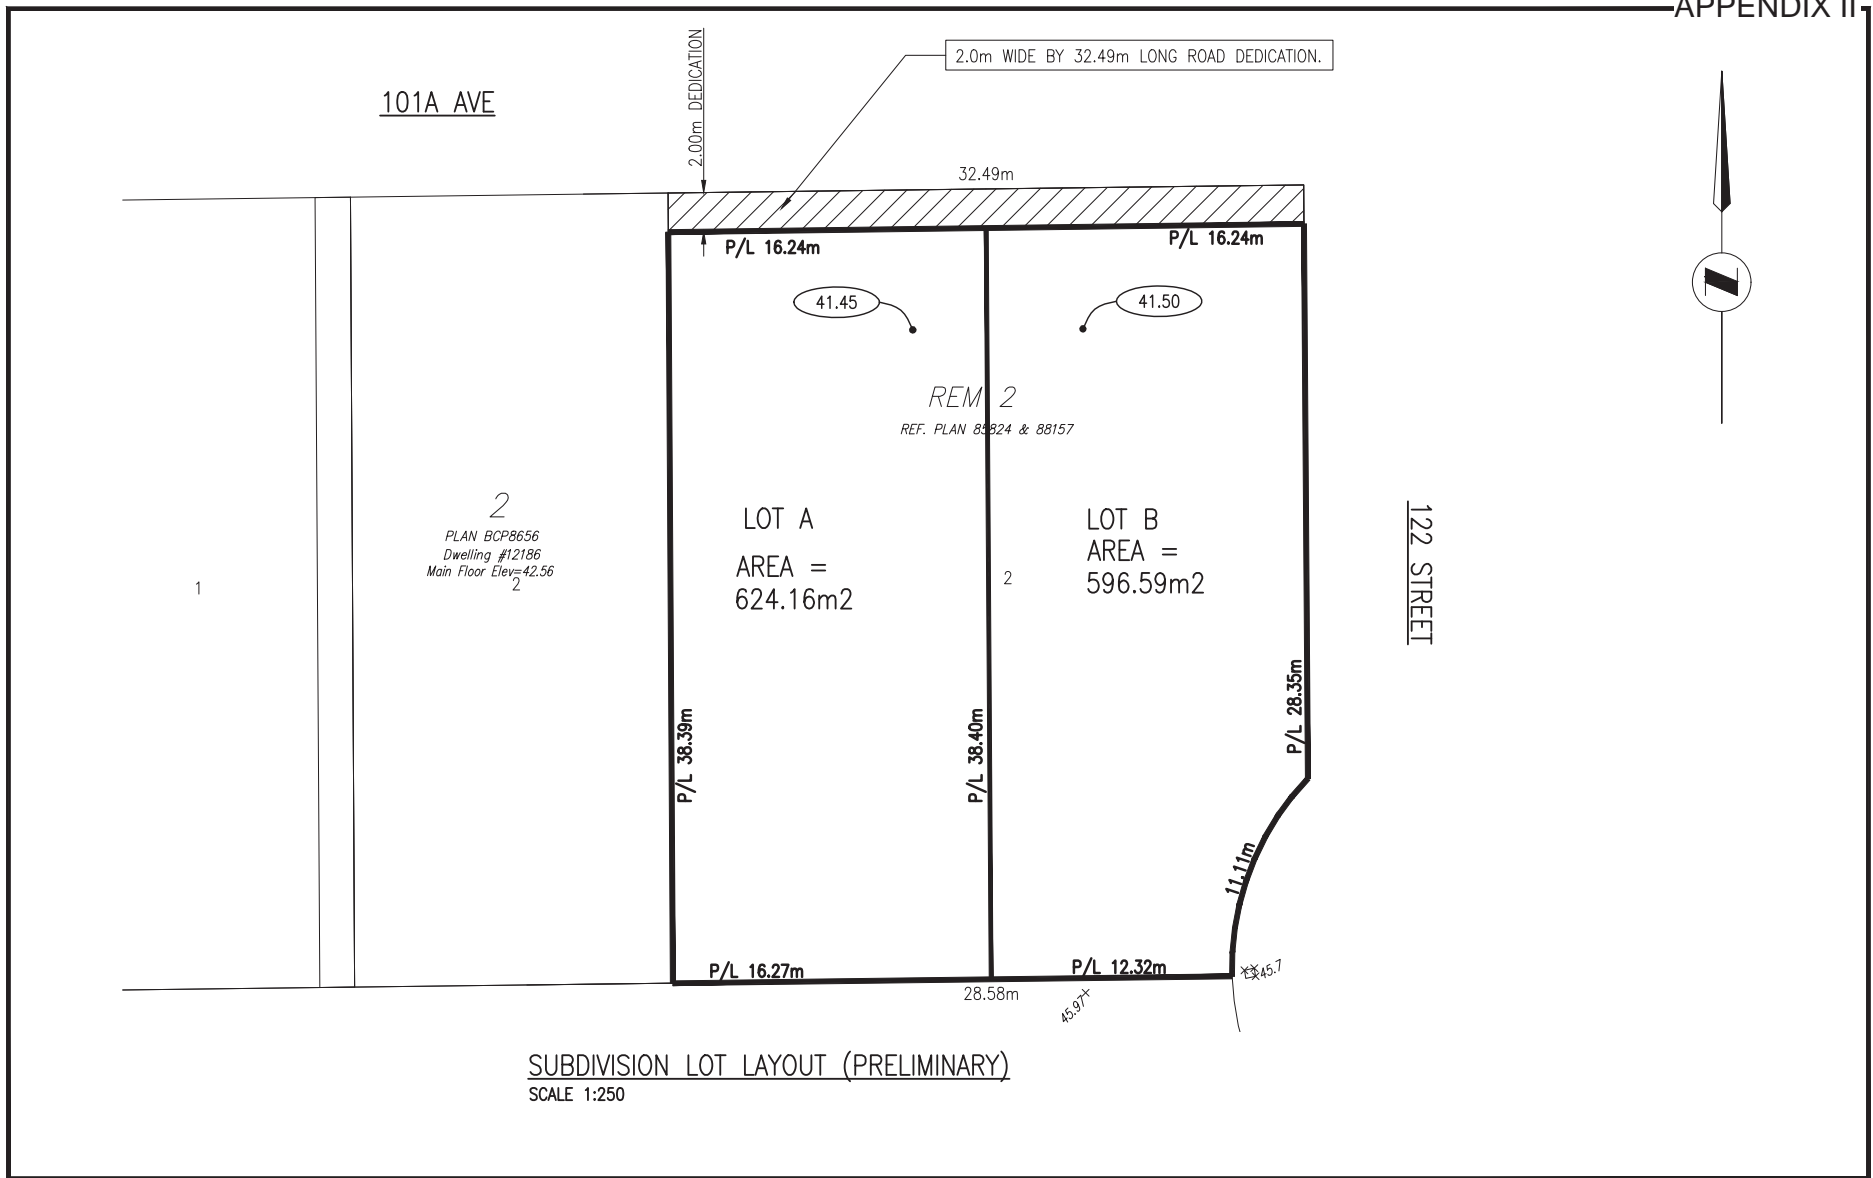 APPENDIX II
2.0m WIDE BY 32.49m LONG ROAD DEDICATION.
101A AVE
2.00m DEDICATION
32.49m
P/L 16.24m
P/L 16.24m
41.45
41.50
REM 2
REF. PLAN 85824 & 88157
2
PLAN BCP8656
Dwelling #12186
Main Floor Elev=42.56
2
1
LOT A
AREA =
624.16m2
2
LOT B
AREA =
596.59m2
122 STREET
P/L 38.39m
P/L 38.40m
P/L 28.35m
11.11m
P/L 16.27m
P/L 12.32m
28.58m
45.97
45.7
SUBDIVISION LOT LAYOUT (PRELIMINARY)
SCALE 1:250